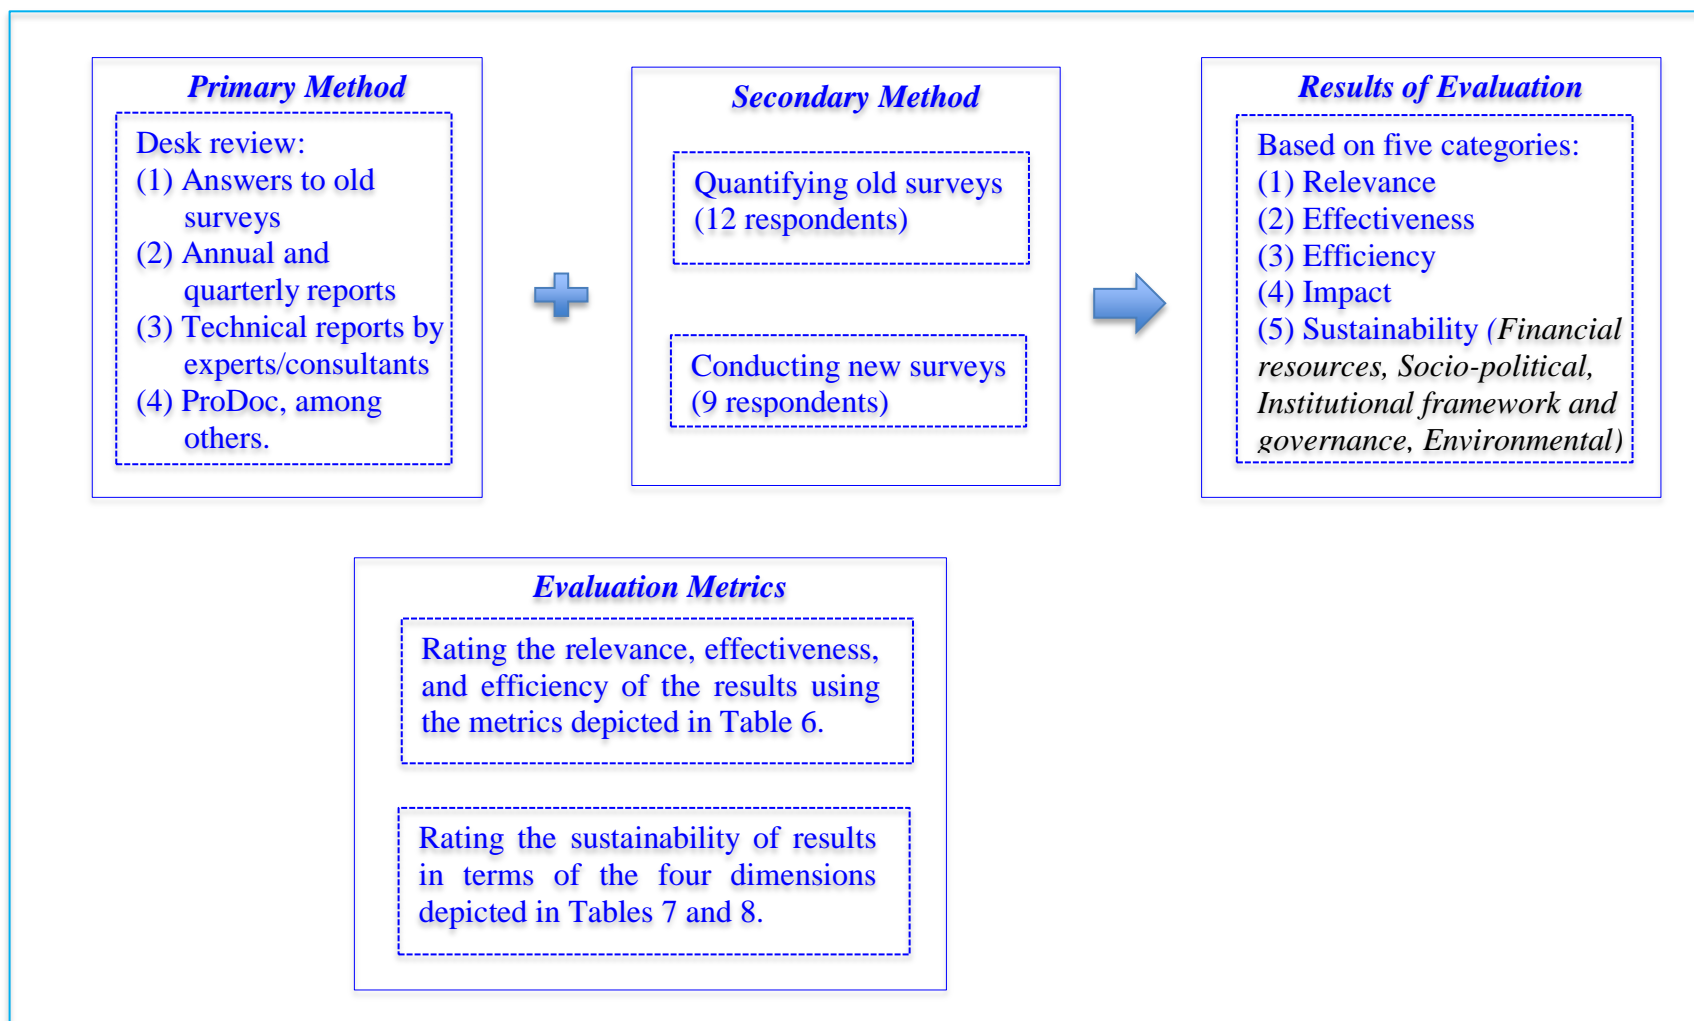 Primary Method
Desk review:
(1) Answers to old
surveys
(2) Annual and
quarterly reports
(3) Technical reports by
experts/consultants
(4) ProDoc, among
others.
Secondary Method
Quantifying old surveys
(12 respondents)
Conducting new surveys
(9 respondents)
Results of Evaluation
Based on five categories:
(1) Relevance
(2) Effectiveness
(3) Efficiency
(4) Impact
(5) Sustainability (Financial
resources, Socio-political,
Institutional framework and
governance, Environmental)
Evaluation Metrics
Rating the relevance, effectiveness,
and efficiency of the results using
the metrics depicted in Table 6.
Rating the sustainability of results
in terms of the four dimensions
depicted in Tables 7 and 8.